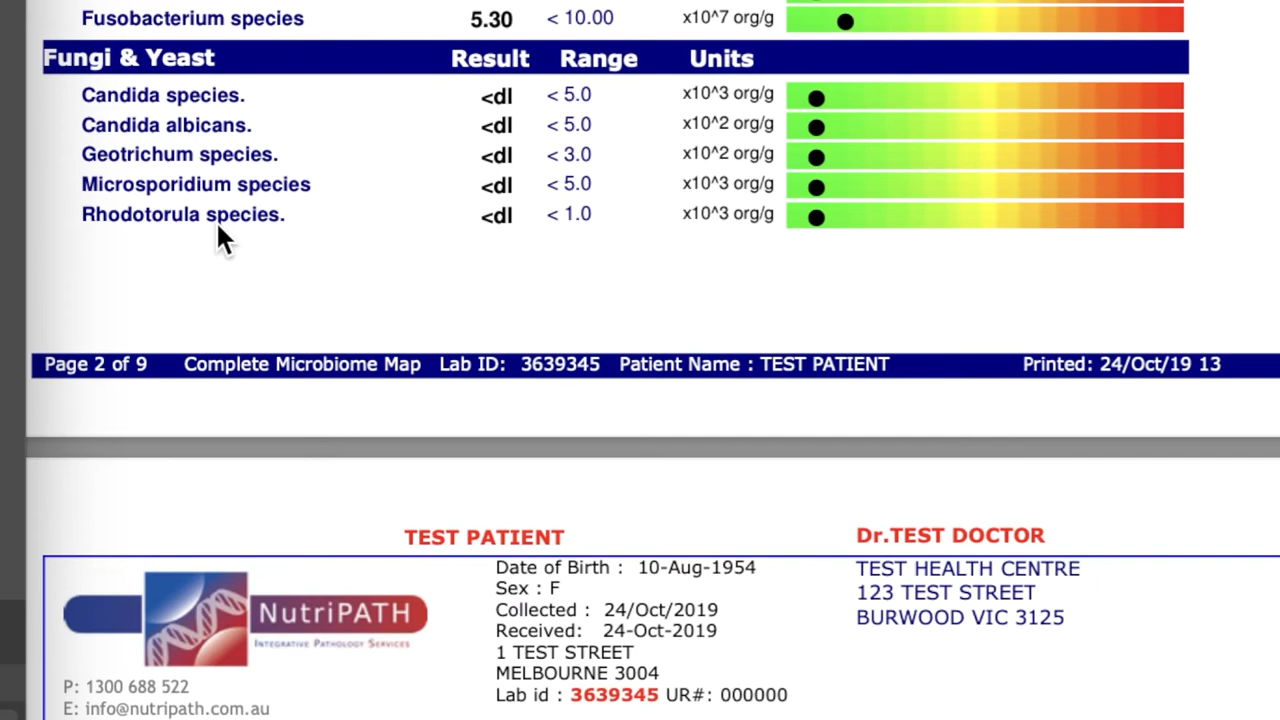 Fusobacterium species 5.30 < 10.00 x10^7 org/g
Fungi & Yeast Result Range Units
Candida species. <dl < 5.0 x10^3 org/g
Candida albicans. <dl < 5.0 x10^2 org/g
Geotrichum species. <dl < 3.0 x10^2 org/g
Microsporidium species <dl < 5.0 x10^3 org/g
Rhodotorula species. <dl < 1.0 x10^3 org/g
Page 2 of 9 Complete Microbiome Map Lab ID: 3639345 Patient Name : TEST PATIENT Printed: 24/Oct/19 13
TEST PATIENT
Dr.TEST DOCTOR
NutriPATH
INTEGRATIVE PATHOLOGY SERVICES
P: 1300 688 522
E: info@nutripath.com.au
Date of Birth : 10-Aug-1954
Sex : F
Collected : 24/Oct/2019
Received: 24-Oct-2019
1 TEST STREET
MELBOURNE 3004
Lab id : 3639345 UR#: 000000
TEST HEALTH CENTRE
123 TEST STREET
BURWOOD VIC 3125